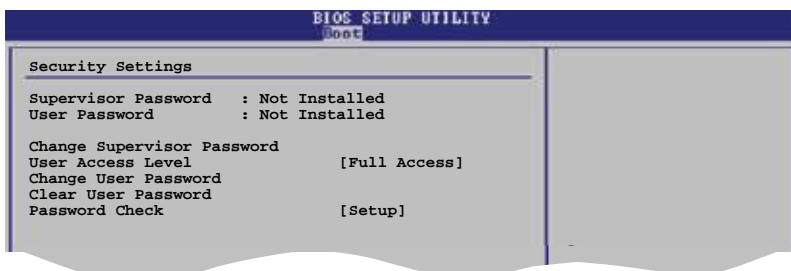 BIOS SETUP UTILITY
Boot
Security Settings
Supervisor Password : Not Installed
User Password : Not Installed
Change Supervisor Password
User Access Level [Full Access]
Change User Password
Clear User Password
Password Check [Setup]